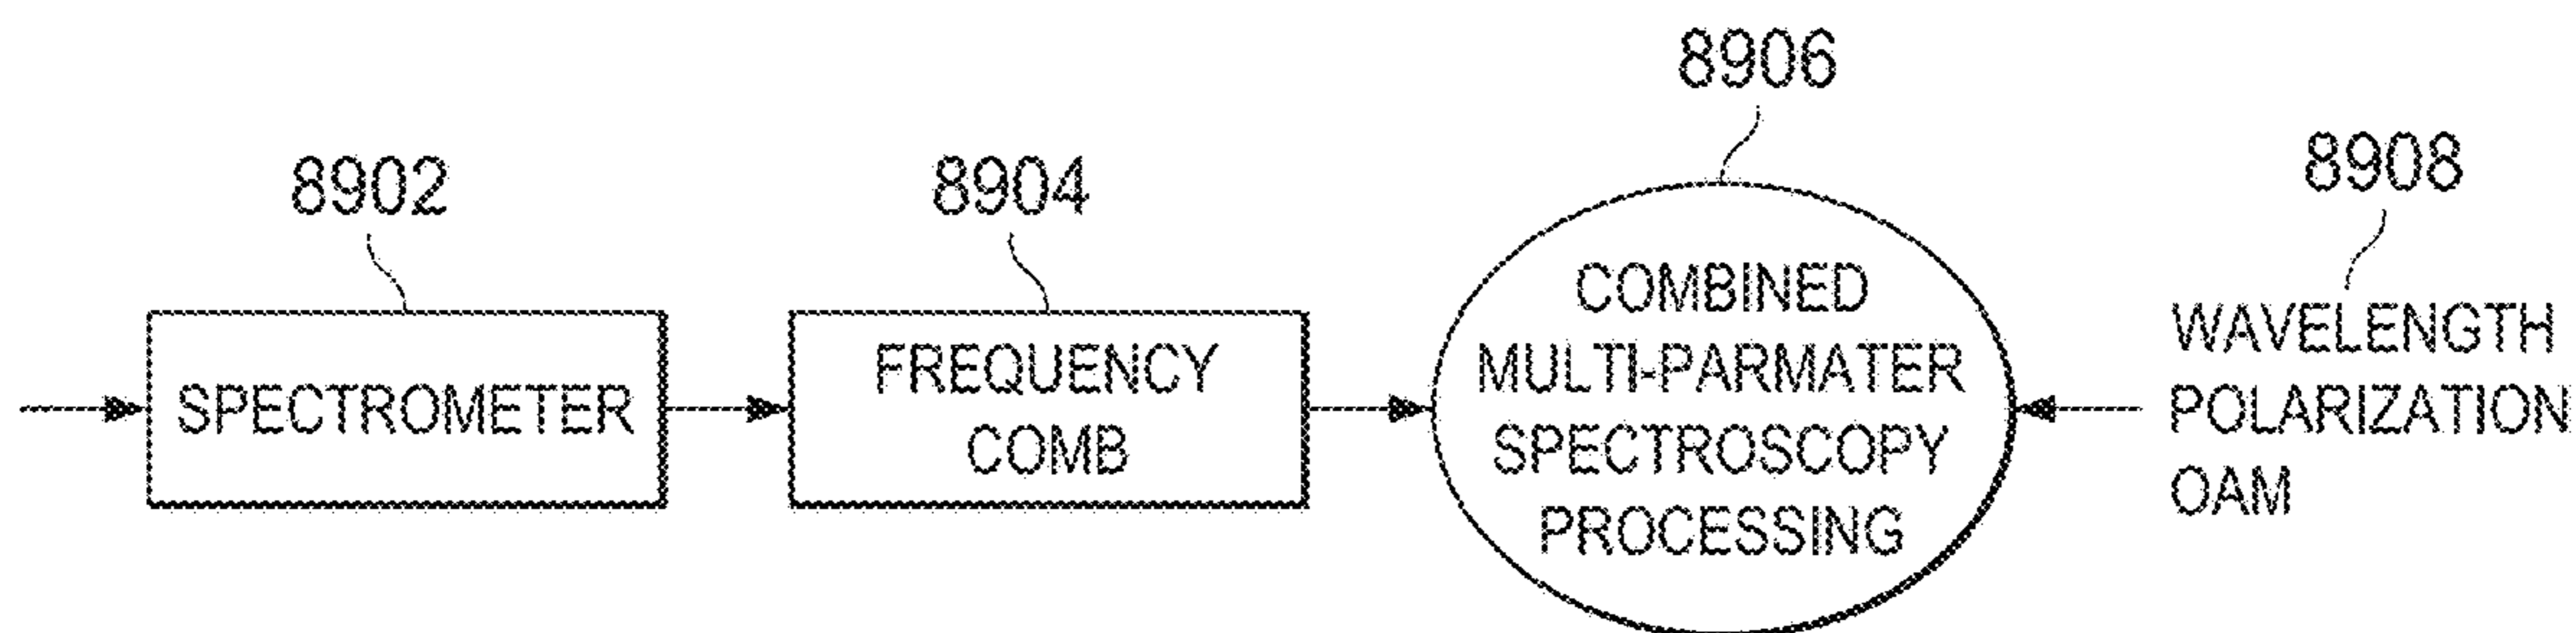 8906
8908
8902
8904
SPECTROMETER
FREQUENCY
COMB
COMBINED
MULTI-PARMATER
SPECTROSCOPY
PROCESSING
WAVELENGTH
POLARIZATION
OAM